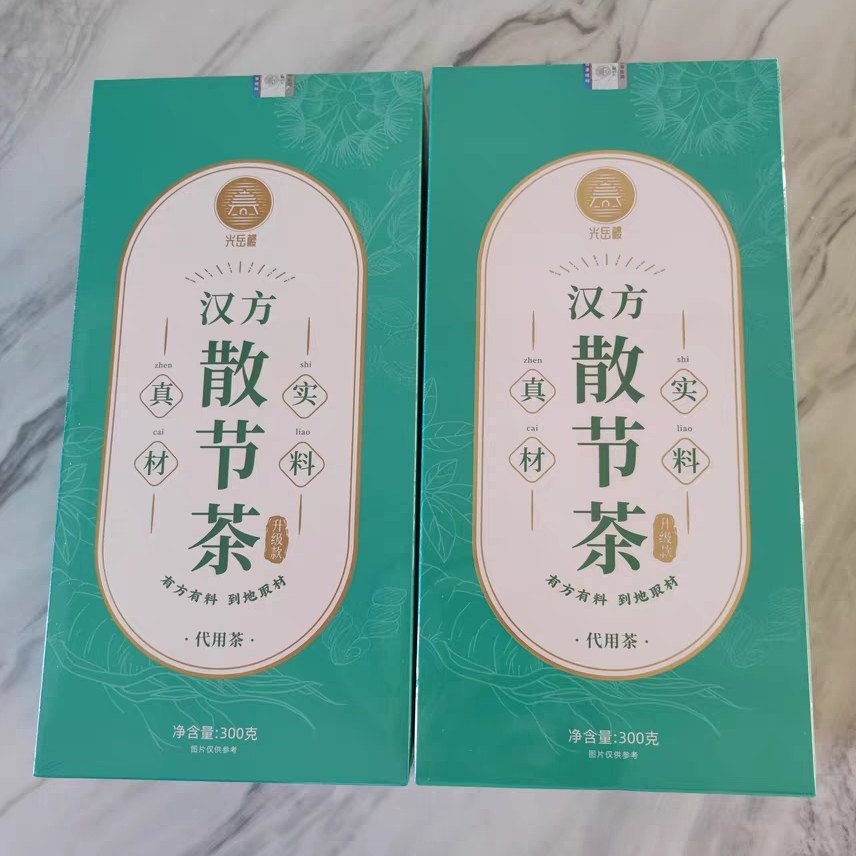 光岳楼
汉方
散节茶
zhen
真
cai
材
shi
实
liao
料
升级款
有方有料 到地取材
·代用茶·
净含量:300克
图片仅供参考
光岳楼
汉方
散节茶
zhen
真
cai
材
shi
实
liao
料
升级款
有方有料 到地取材
·代用茶·
净含量:300克
图片仅供参考